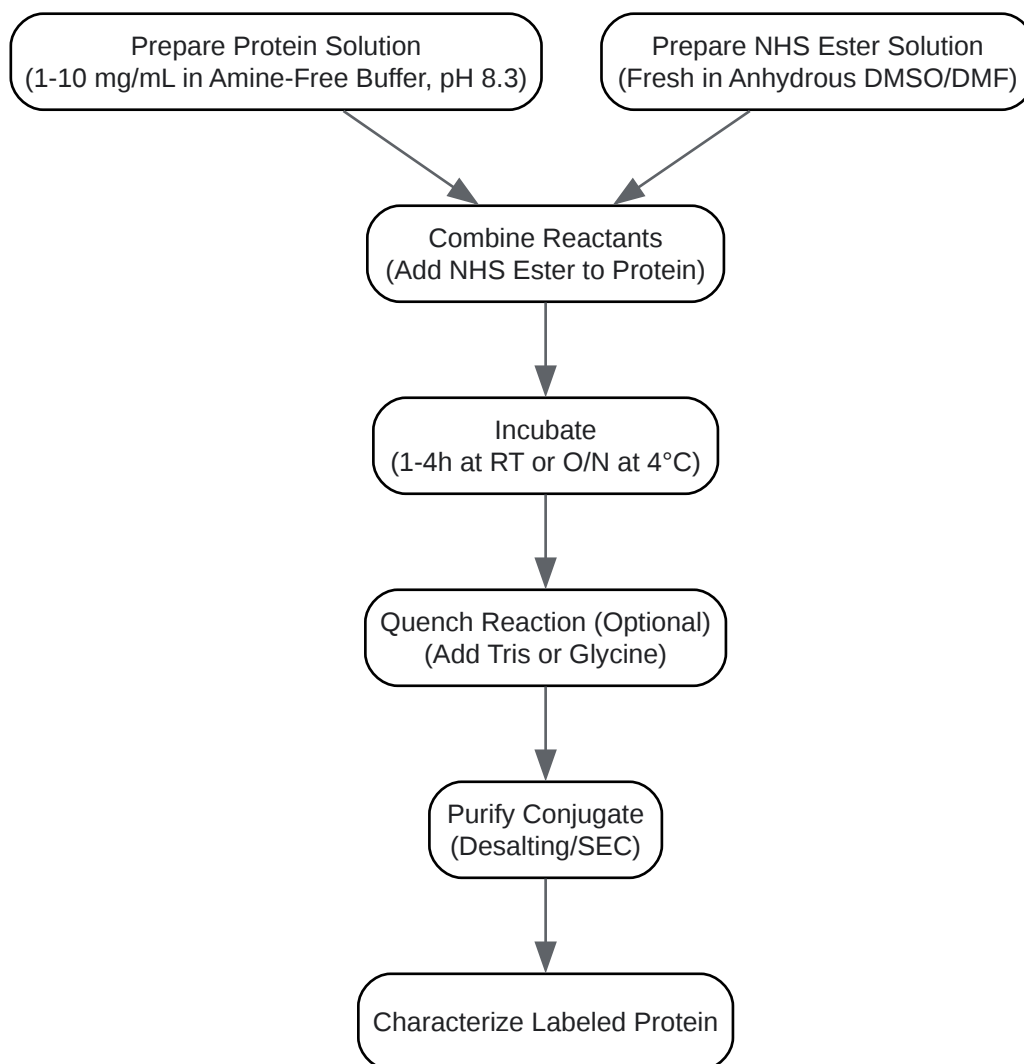 Prepare Protein Solution
(1-10 mg/mL in Amine-Free Buffer, pH 8.3)
Prepare NHS Ester Solution
(Fresh in Anhydrous DMSO/DMF)
Combine Reactants
(Add NHS Ester to Protein)
Incubate
(1-4h at RT or O/N at 4°C)
Quench Reaction (Optional)
(Add Tris or Glycine)
Purify Conjugate
(Desalting/SEC)
Characterize Labeled Protein